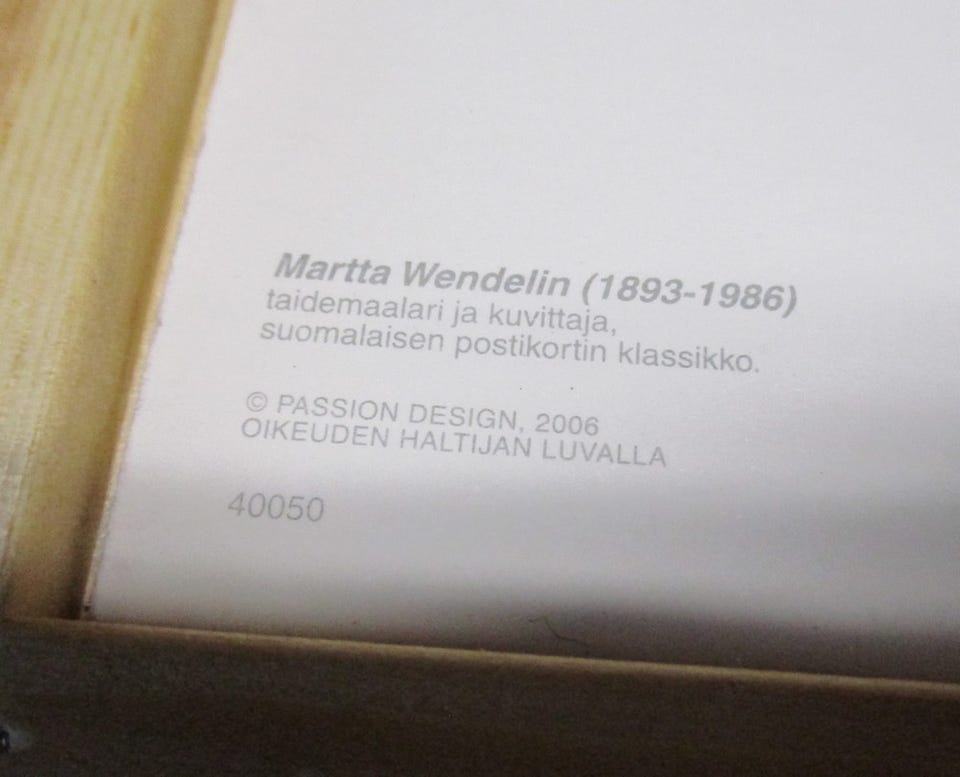 Martta Wendelin (1893-1986)
taidemaalari ja kuvittaja,
suomalaisen postikortin klassikko.
© PASSION DESIGN, 2006
OIKEUDEN HALTIJAN LUVALLA
40050